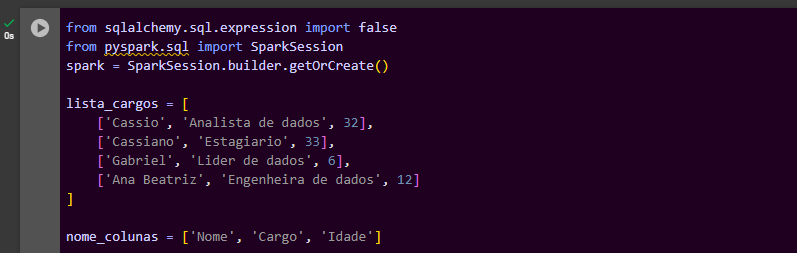 from sqlalchemy.sql.expression import false
0s
from pyspark.sql import SparkSession
spark = SparkSession.builder.getOrCreate()
lista_cargos = [
['Cassio', 'Analista de dados', 32],
['Cassiano', 'Estagiario', 33],
['Gabriel', 'Lider de dados', 6],
['Ana Beatriz', 'Engenheira de dados', 12]
]
nome_colunas = ['Nome', 'Cargo', 'Idade']